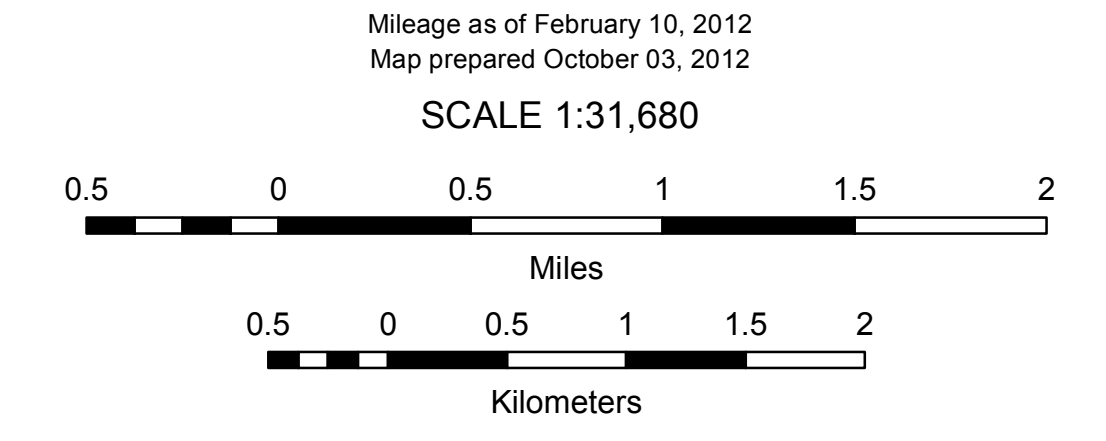 Mileage as of February 10, 2012
Map prepared October 03, 2012
SCALE 1:31,680
0.5 0 0.5 1 1.5 2
Miles
0.5 0 0.5 1 1.5 2
Kilometers